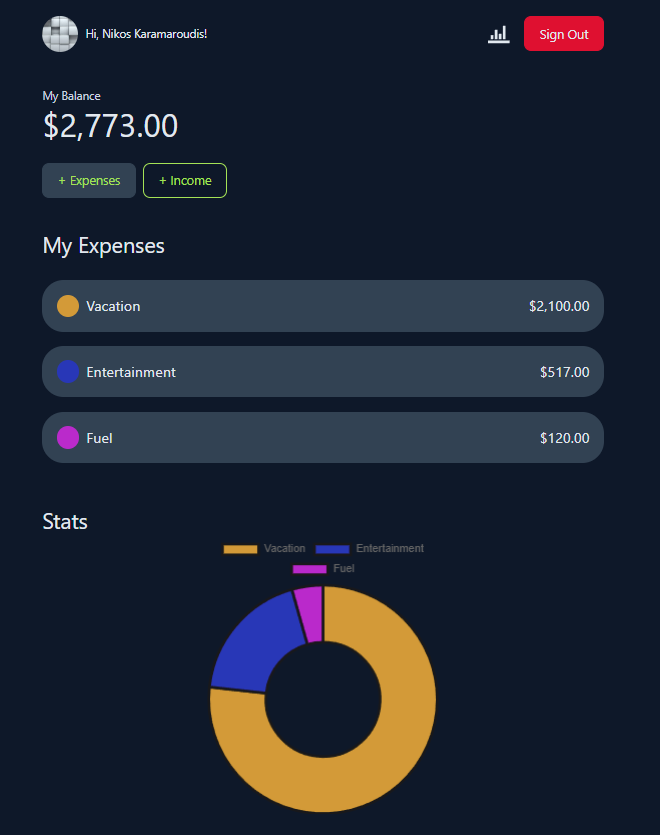 Hi, Nikos Karamaroudis!
Sign Out
My Balance
$2,773.00
+ Expenses + Income
My Expenses
Vacation $2,100.00
Entertainment $517.00
Fuel $120.00
Stats
Vacation Entertainment
Fuel